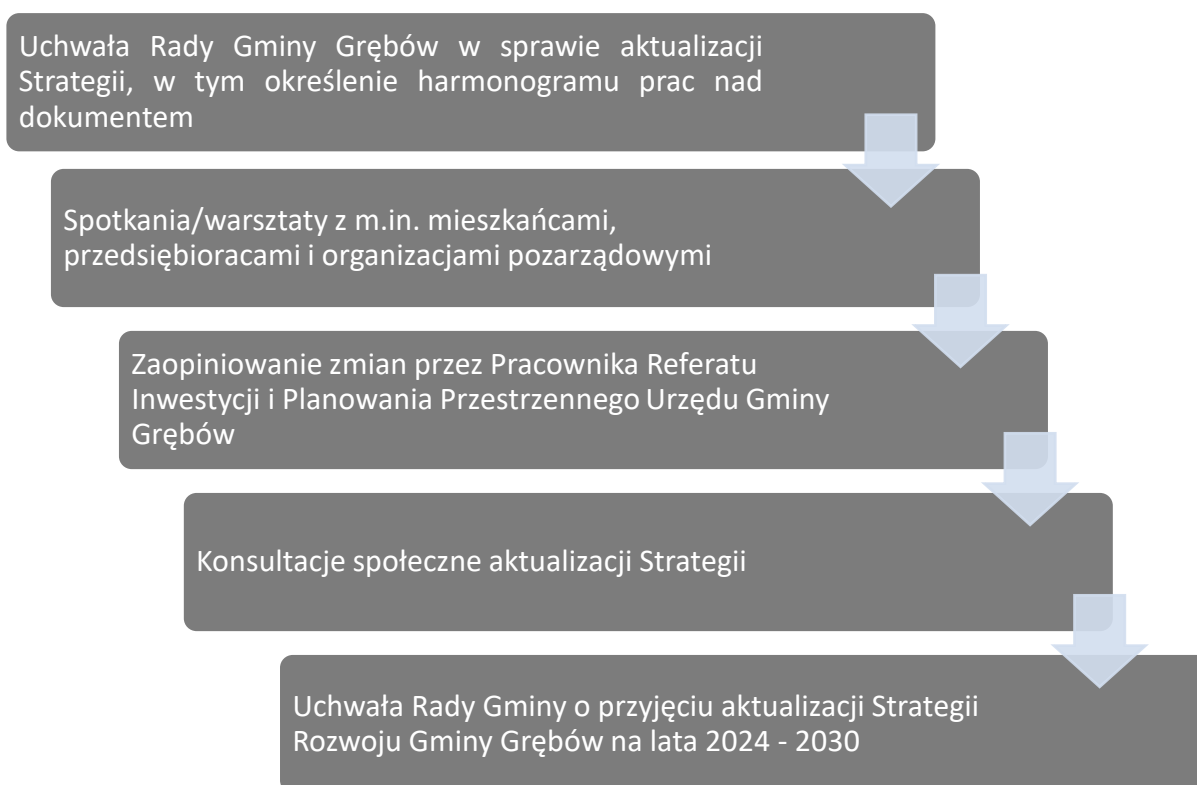 Uchwała Rady Gminy Grębów w sprawie aktualizacji
Strategii, w tym określenie harmonogramu prac nad
dokumentem
Spotkania/warsztaty z m.in. mieszkańcami,
przedsiębioracami i organizacjami pozarządowymi
Zaopiniowanie zmian przez Pracownika Referatu
Inwestycji i Planowania Przestrzennego Urzędu Gminy
Grębów
Konsultacje społeczne aktualizacji Strategii
Uchwała Rady Gminy o przyjęciu aktualizacji Strategii
Rozwoju Gminy Grębów na lata 2024 - 2030